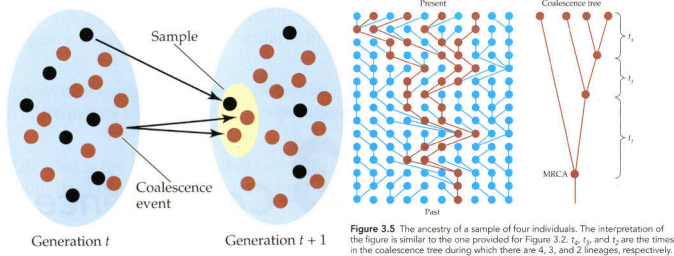 Sample
Coalescence
event
Generation t
Generation t + 1
Present
Past
Coalescence tree
t4
t3
t2
MRCA
Figure 3.5 The ancestry of a sample of four individuals. The interpretation of
the figure is similar to the one provided for Figure 3.2. t4, t3, and t2 are the times
in the coalescence tree during which there are 4, 3, and 2 lineages, respectively.